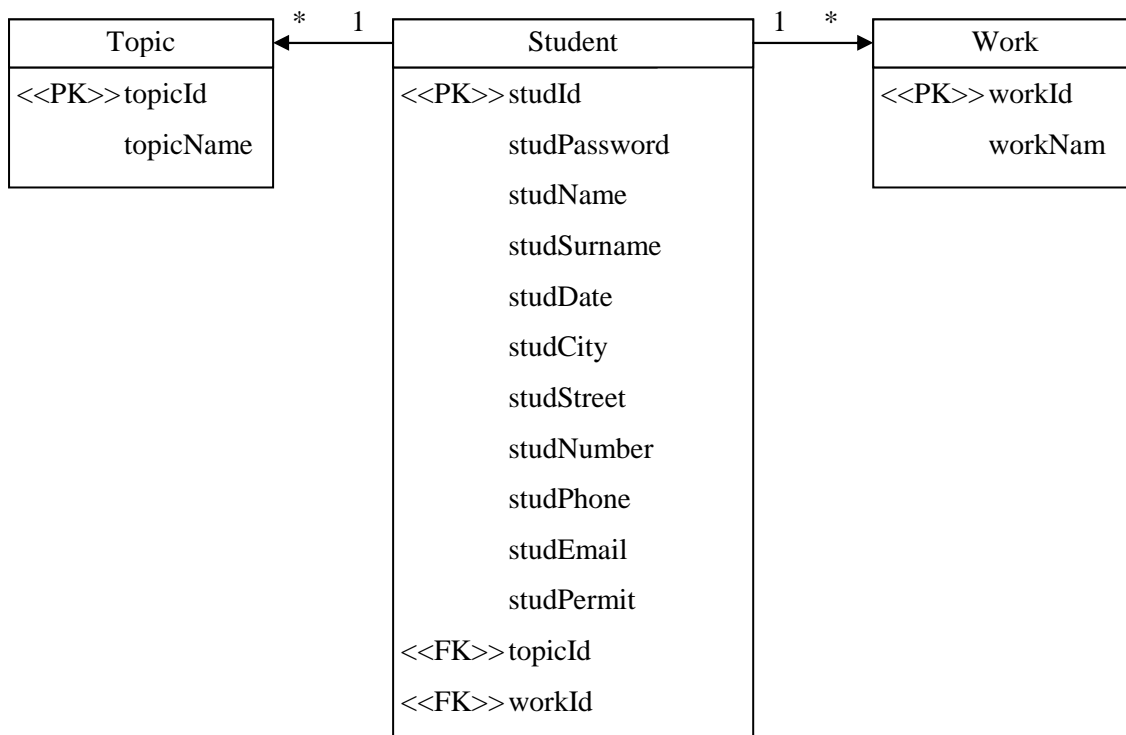 * 1 1 *
Topic
<<PK>> topicId
topicName
Student
<<PK>> studId
studPassword
studName
studSurname
studDate
studCity
studStreet
studNumber
studPhone
studEmail
studPermit
<<FK>> topicId
<<FK>> workId
Work
<<PK>> workId
workNam